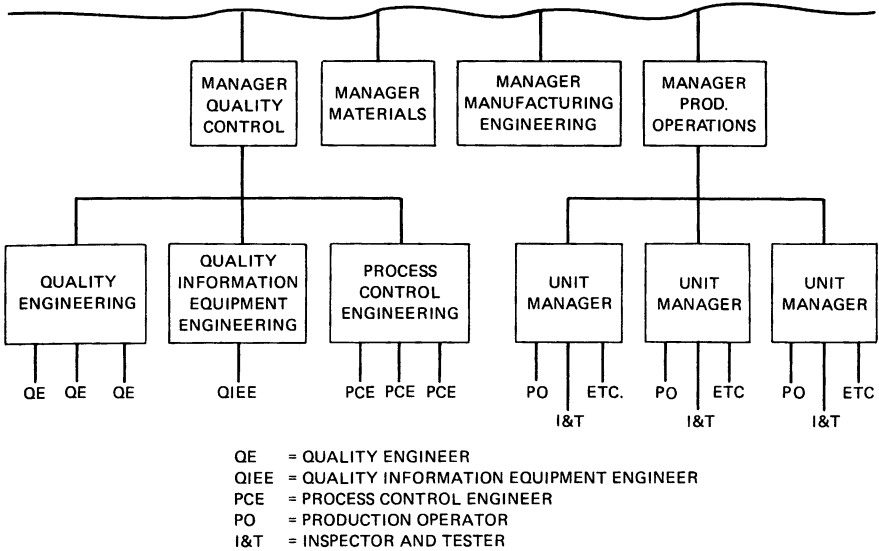 MANAGER
QUALITY
CONTROL
MANAGER
MATERIALS
MANAGER
MANUFACTURING
ENGINEERING
MANAGER
PROD.
OPERATIONS
QUALITY
ENGINEERING
QUALITY
INFORMATION
EQUIPMENT
ENGINEERING
PROCESS
CONTROL
ENGINEERING
UNIT
MANAGER
UNIT
MANAGER
UNIT
MANAGER
QE QE QE
QIEE
PCE PCE PCE
PO ETC.
I&T
PO ETC
I&T
PO ETC
I&T
QE = QUALITY ENGINEER
QIEE = QUALITY INFORMATION EQUIPMENT ENGINEER
PCE = PROCESS CONTROL ENGINEER
PO = PRODUCTION OPERATOR
I&T = INSPECTOR AND TESTER